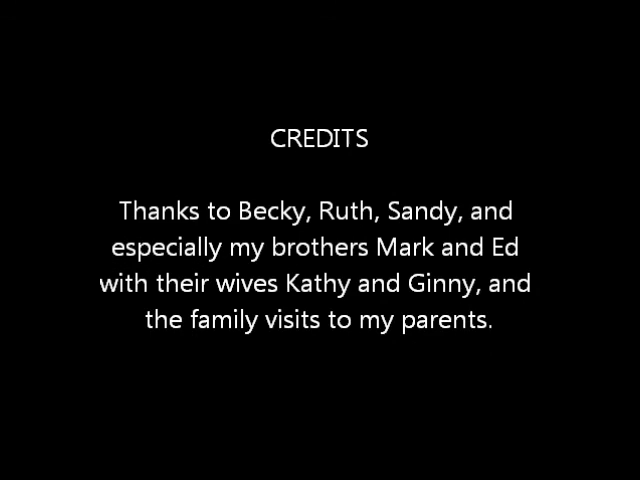 CREDITS
Thanks to Becky, Ruth, Sandy, and
especially my brothers Mark and Ed
with their wives Kathy and Ginny, and
the family visits to my parents.